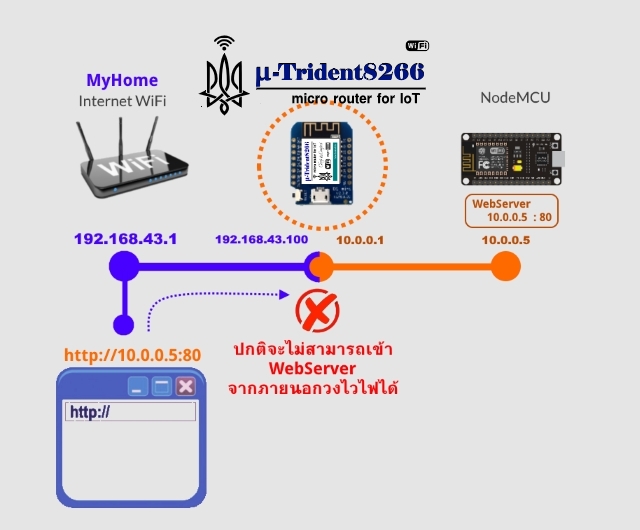 WiFi
µ-Trident8266
micro router for IoT
MyHome
Internet WiFi
NodeMCU
WiFi
µ-Trident8266
WebServer
10.0.0.5 : 80
192.168.43.1
192.168.43.100
10.0.0.1
10.0.0.5
http://10.0.0.5:80
ปกติจะไม่สามารถเข้า
WebServer
จากภายนอกวงไวไฟได้
http://